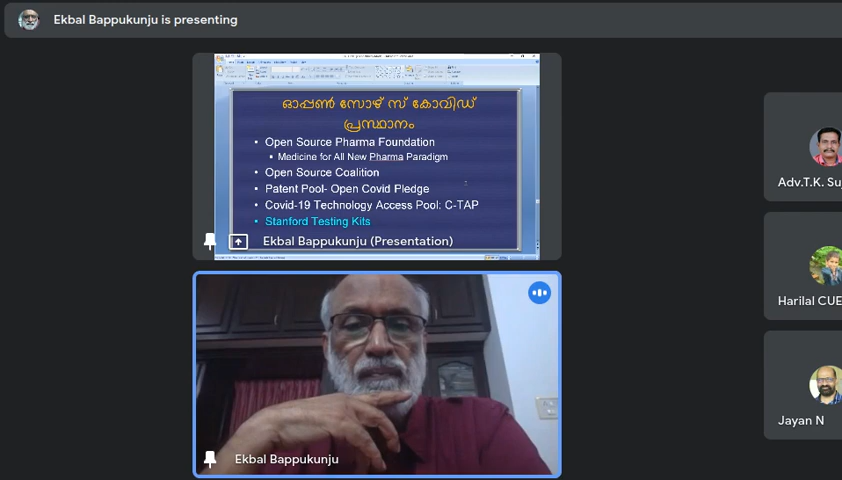 Ekbal Bappukunju is presenting
ഓപ്പൺ സോഴ് സ് കോവിഡ്
പ്രസ്ഥാനം
• Open Source Pharma Foundation
▪ Medicine for All New Pharma Paradigm
• Open Source Coalition
• Patent Pool- Open Covid Pledge
• Covid-19 Technology Access Pool: C-TAP
• Stanford Testing Kits
Ekbal Bappukunju (Presentation)
Ekbal Bappukunju
Adv.T.K. Su
Harilal CUE
Jayan N